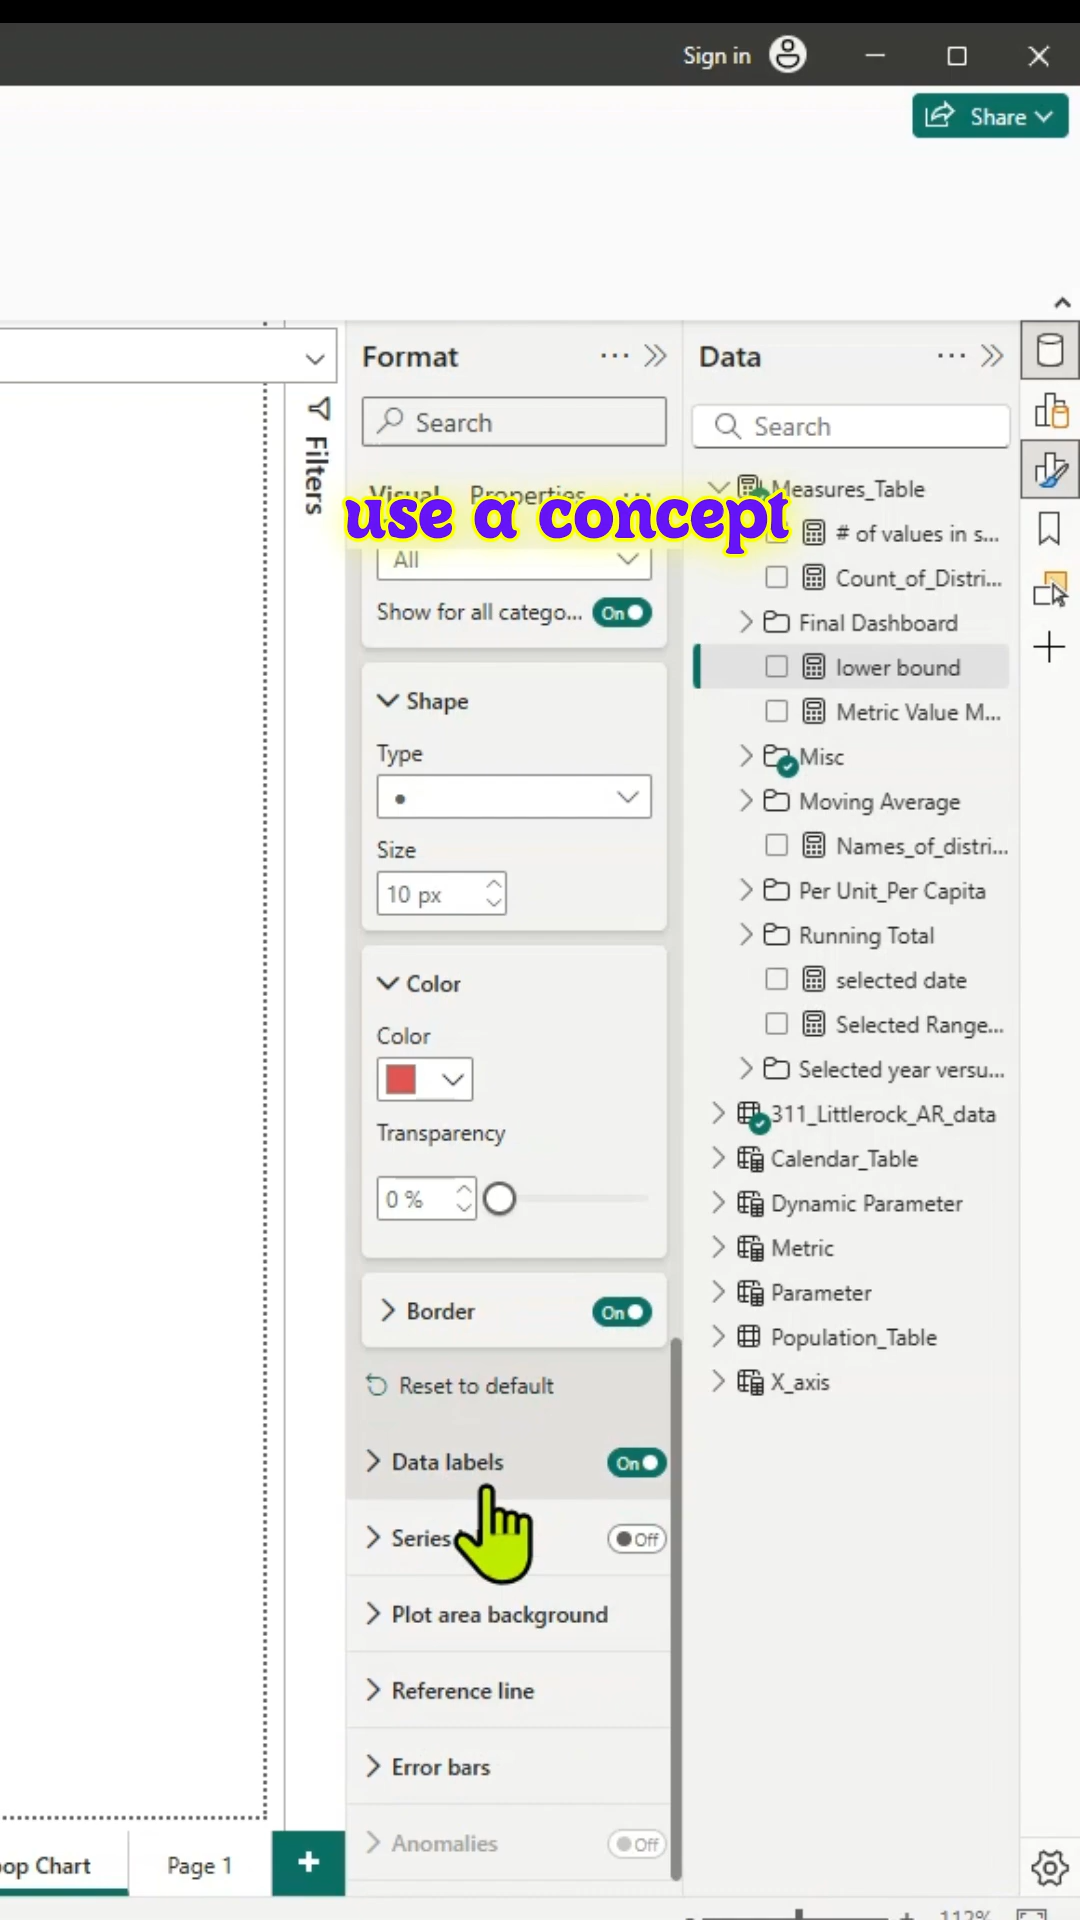 Sign in
Share
Format
Data
Search
Search
Filters
Visual Properties
use a concept
Measures_Table
# of values in s...
All
Count_of_Distri...
Show for all catego... On
Final Dashboard
lower bound
Shape
Metric Value M...
Type
Misc
Moving Average
Size
Names_of_distri...
10 px
Per Unit_Per Capita
Running Total
Color
selected date
Color
Selected Range...
Selected year versu...
Transparency
311_Littlerock_AR_data
Calendar_Table
0 %
Dynamic Parameter
Metric
Border On
Parameter
Population_Table
Reset to default
X_axis
Data labels On
Series Off
Plot area background
Reference line
Error bars
Anomalies Off
op Chart
Page 1
112%